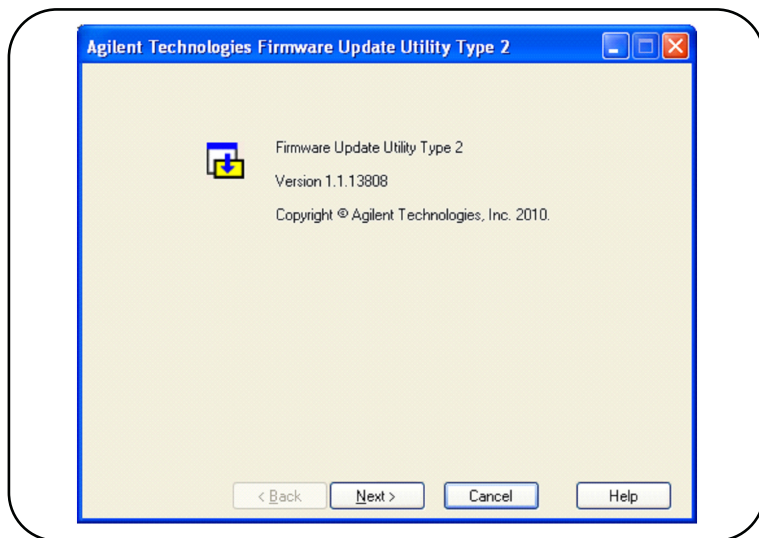 Agilent Technologies Firmware Update Utility Type 2
Firmware Update Utility Type 2
Version 1.1.13808
Copyright © Agilent Technologies, Inc. 2010.
< Back Next > Cancel Help